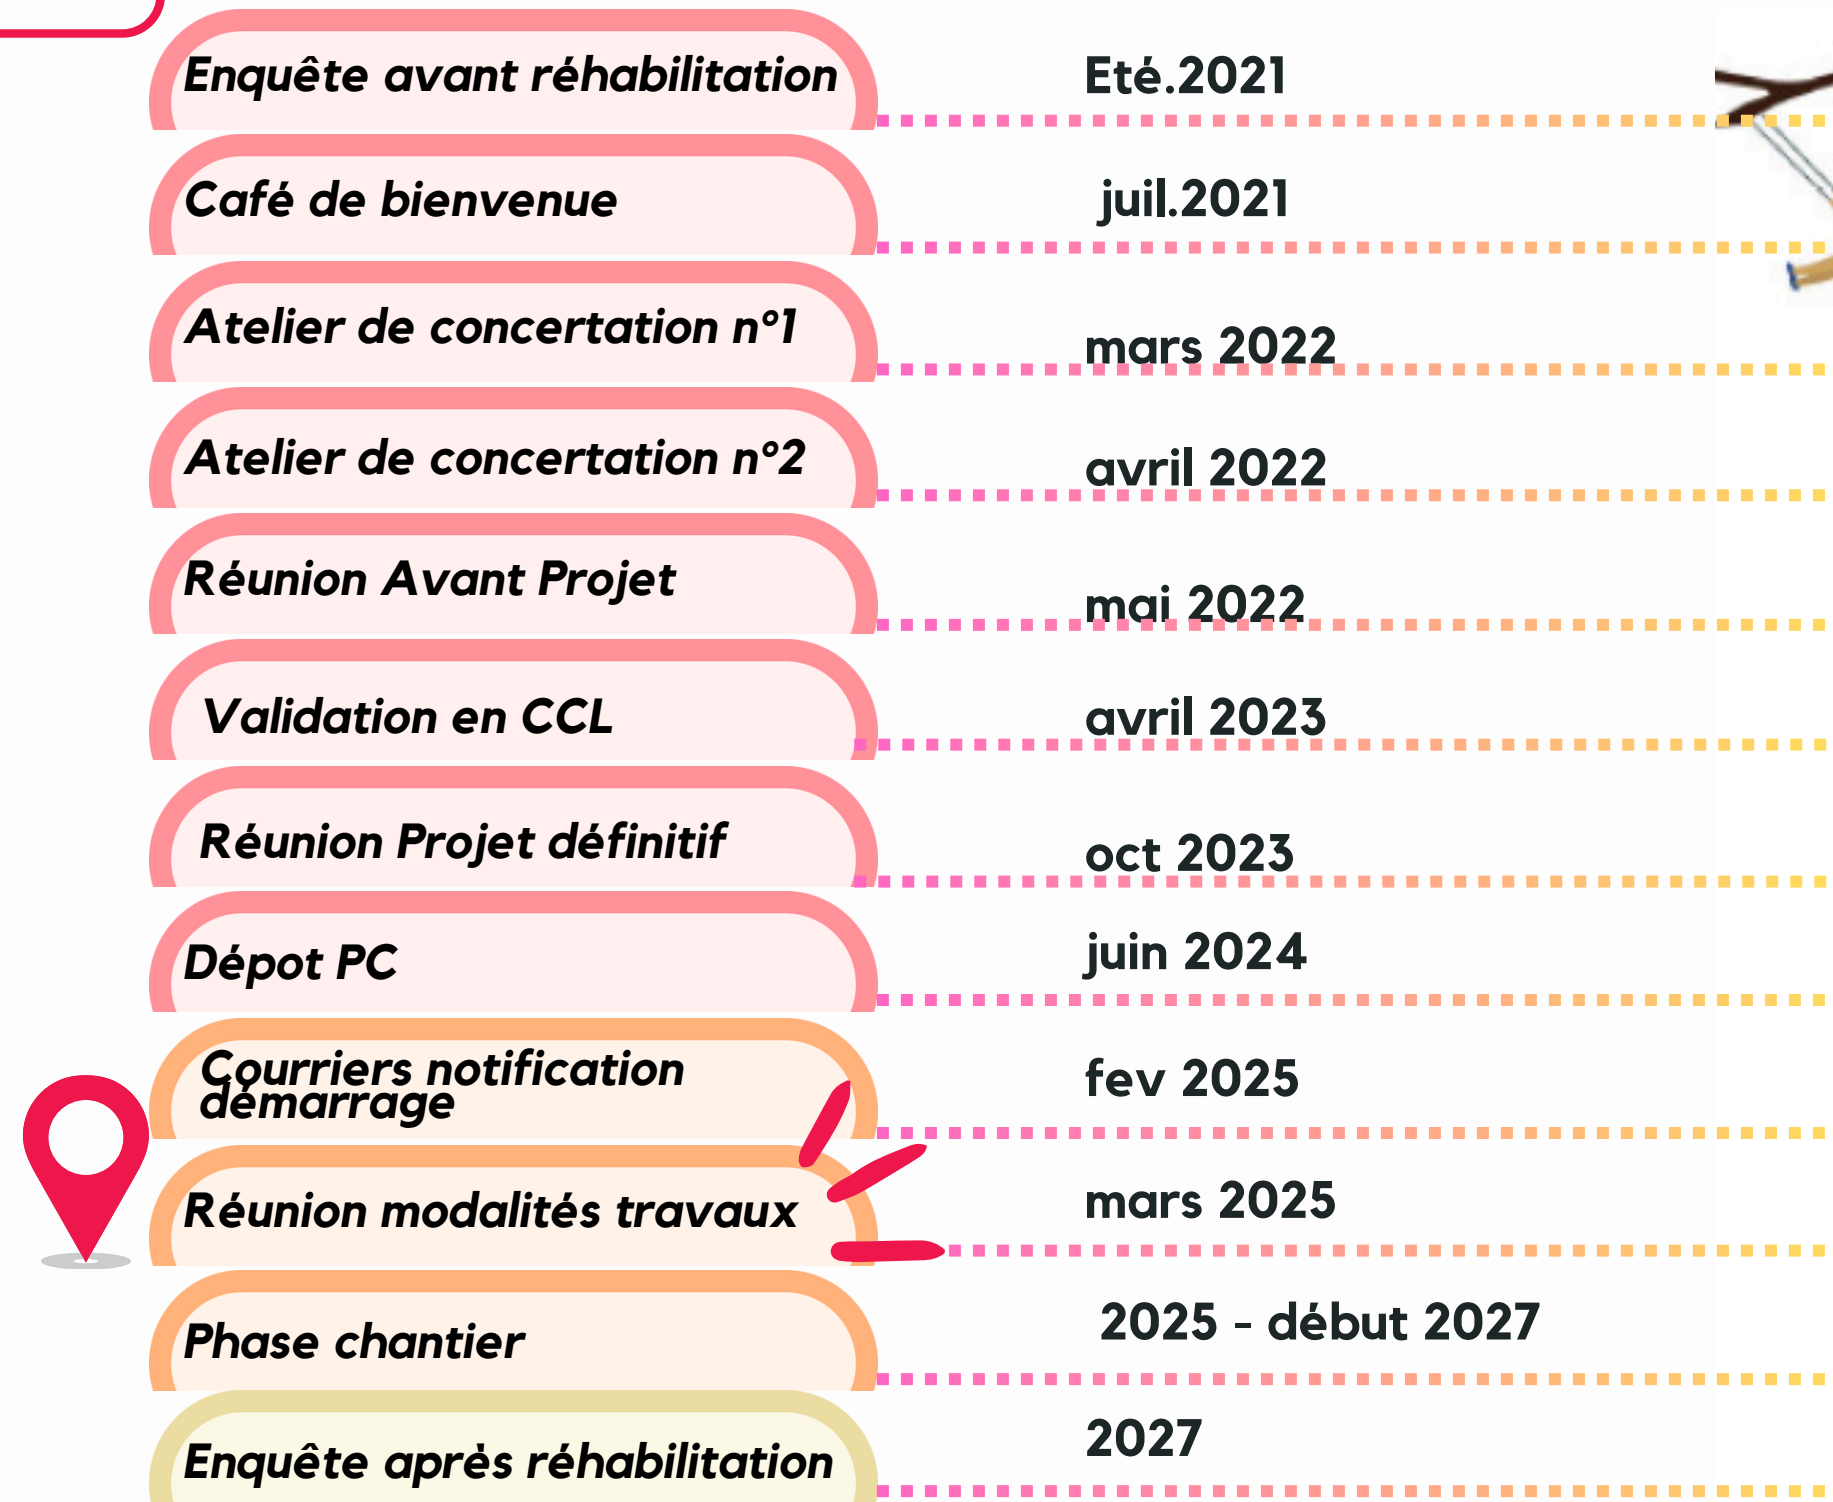 Enquête avant réhabilitation Eté.2021
Café de bienvenue juil.2021
Atelier de concertation n°1 mars 2022
Atelier de concertation n°2 avril 2022
Réunion Avant Projet mai 2022
Validation en CCL avril 2023
Réunion Projet définitif oct 2023
Dépot PC juin 2024
Courriers notification
démarrage fev 2025
Réunion modalités travaux mars 2025
Phase chantier 2025 - début 2027
Enquête après réhabilitation 2027